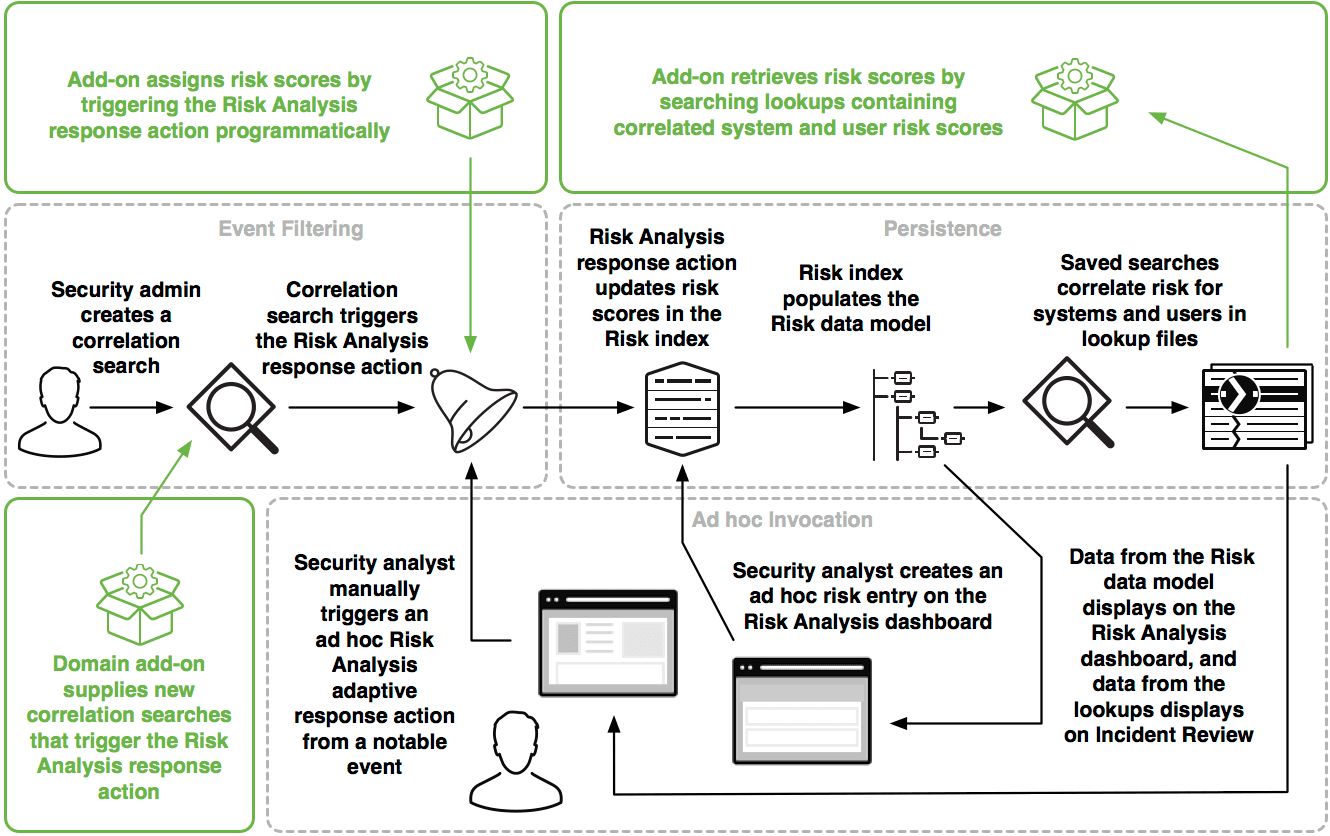 Add-on assigns risk scores by
triggering the Risk Analysis
response action programmatically
Add-on retrieves risk scores by
searching lookups containing
correlated system and user risk scores
Event Filtering
Security admin
creates a
correlation
search
Correlation
search triggers
the Risk Analysis
response action
Persistence
Risk Analysis
response action
updates risk
scores in the
Risk index
Risk index
populates the
Risk data model
Saved searches
correlate risk for
systems and users in
lookup files
Domain add-on
supplies new
correlation searches
that trigger the Risk
Analysis response
action
Ad hoc Invocation
Security analyst
manually
triggers an
ad hoc Risk
Analysis
adaptive
response action
from a notable
event
Security analyst creates an
ad hoc risk entry on the
Risk Analysis dashboard
Data from the Risk
data model
displays on the
Risk Analysis
dashboard, and
data from the
lookups displays
on Incident Review